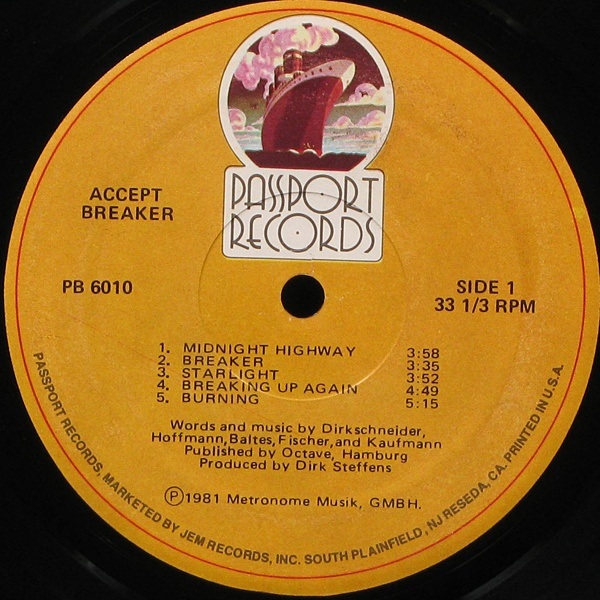 PASSPORT
RECORDS
ACCEPT
BREAKER
PB 6010
SIDE 1
33 1/3 RPM
1. MIDNIGHT HIGHWAY 3:58
2. BREAKER 3:35
3. STARLIGHT 3:52
4. BREAKING UP AGAIN 4:49
5. BURNING 5:15
Words and music by Dirkschneider,
Hoffmann, Baltes, Fischer, and Kaufmann
Published by Octave, Hamburg
Produced by Dirk Steffens
Ⓟ1981 Metronome Musik, GMBH.
PASSPORT RECORDS, MARKETED BY JEM RECORDS, INC. SOUTH PLAINFIELD, NJ RESEDA, CA. PRINTED IN U.S.A.